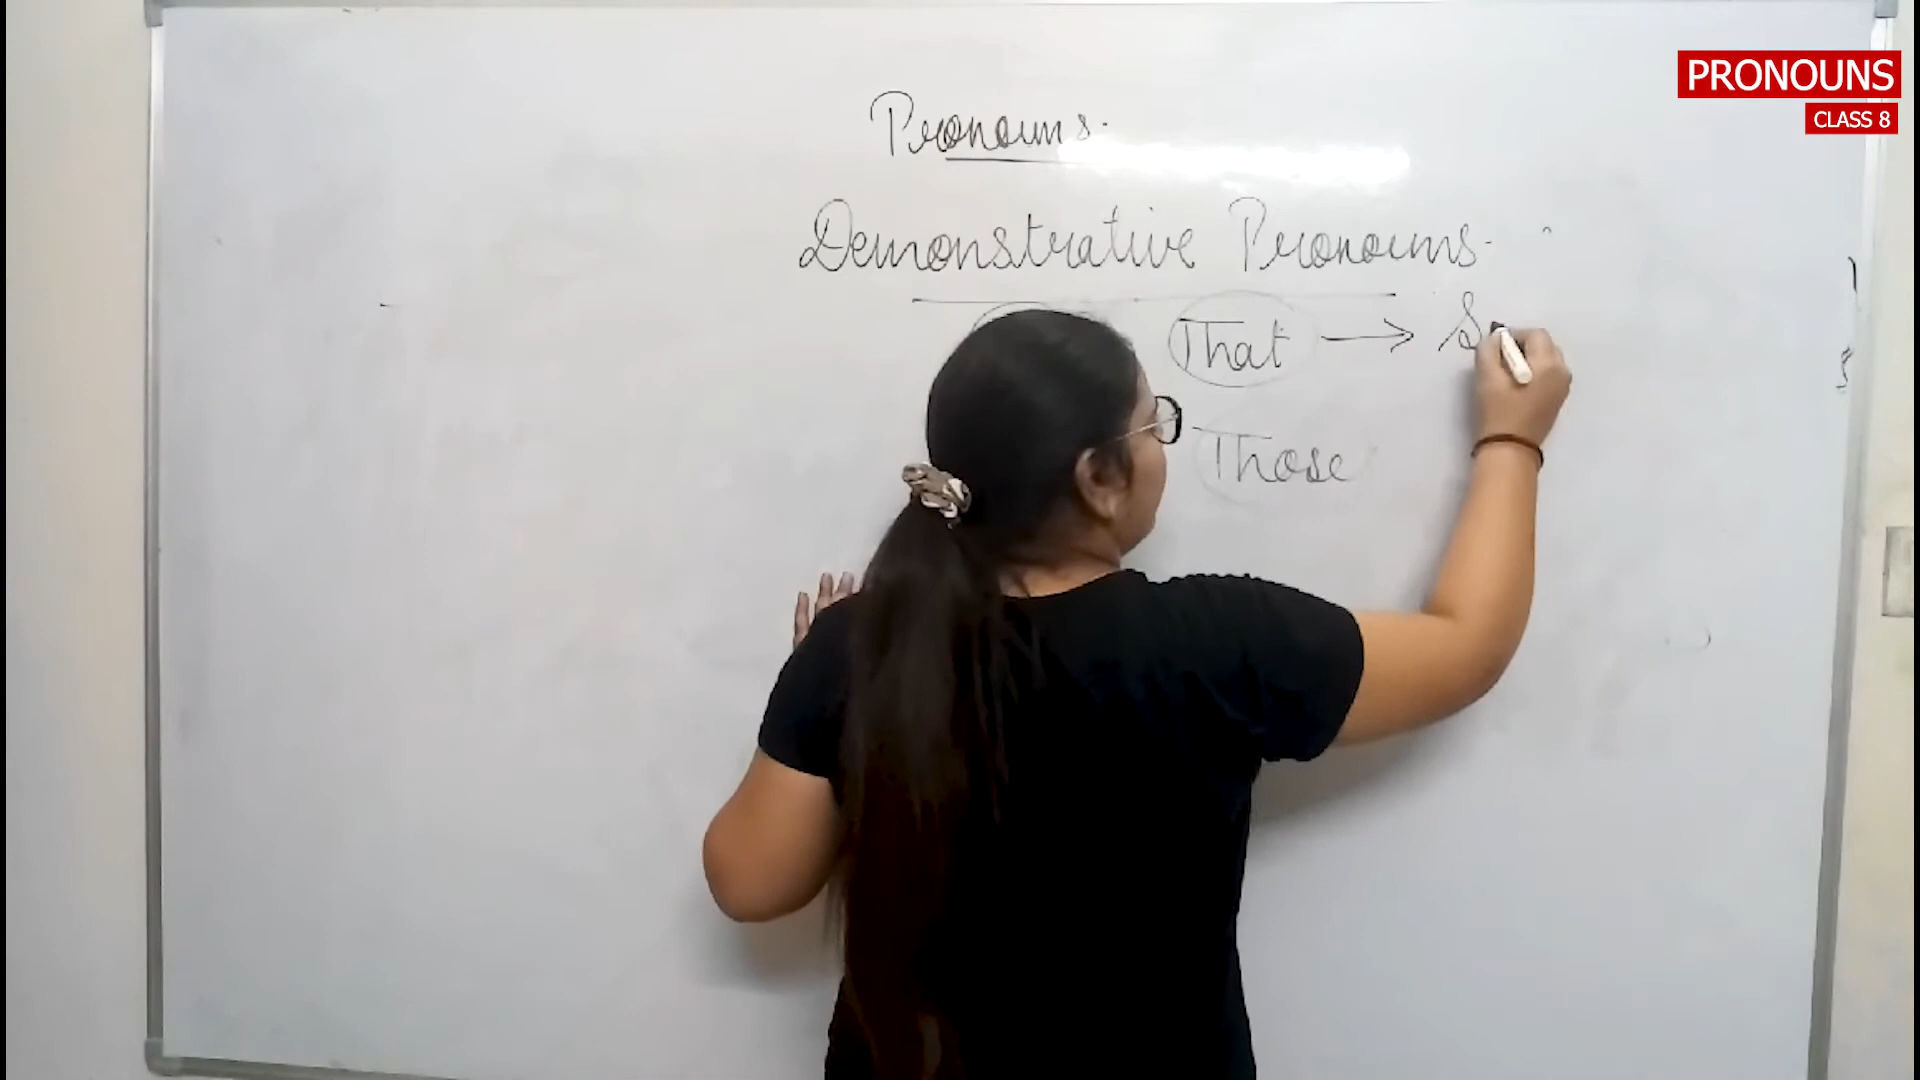 PRONOUNS
CLASS 8
Pronouns.
Demonstrative Pronouns.
That → S
Those